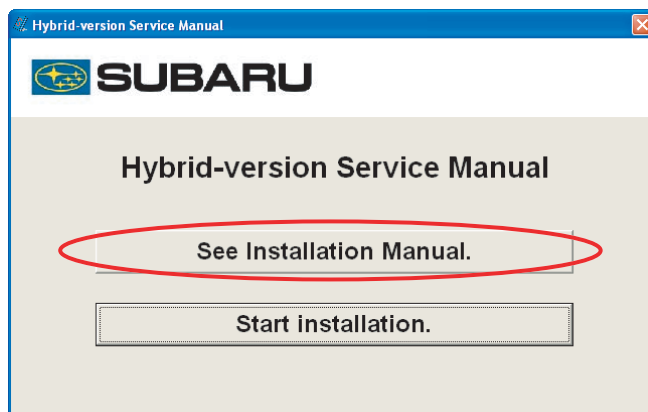 Hybrid-version Service Manual
SUBARU
Hybrid-version Service Manual
See Installation Manual.
Start installation.